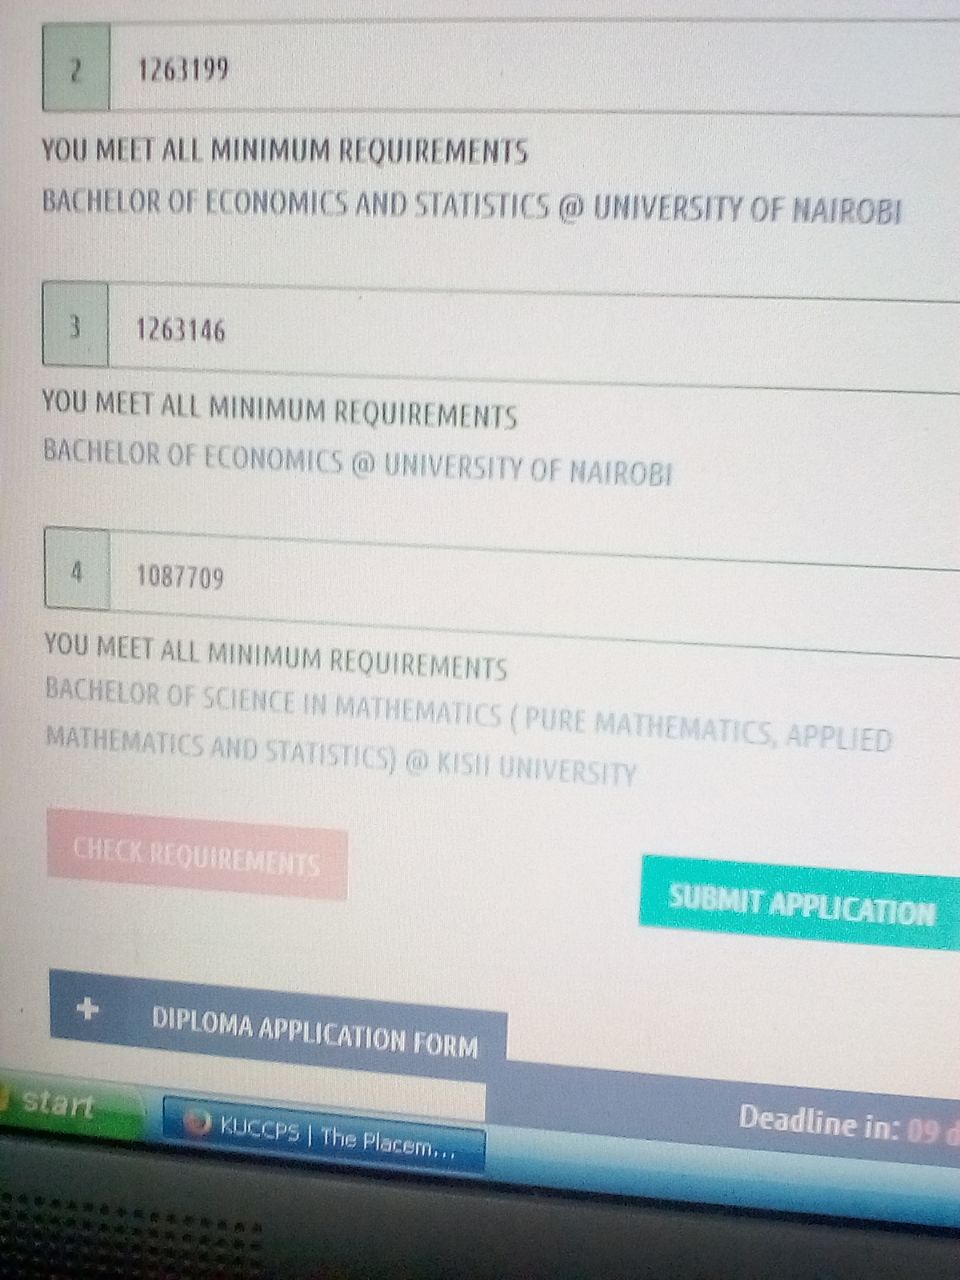 2 1263199
YOU MEET ALL MINIMUM REQUIREMENTS
BACHELOR OF ECONOMICS AND STATISTICS @ UNIVERSITY OF NAIROBI
3 1263146
YOU MEET ALL MINIMUM REQUIREMENTS
BACHELOR OF ECONOMICS @ UNIVERSITY OF NAIROBI
4 1087709
YOU MEET ALL MINIMUM REQUIREMENTS
BACHELOR OF SCIENCE IN MATHEMATICS ( PURE MATHEMATICS, APPLIED
MATHEMATICS AND STATISTICS) @ KISII UNIVERSITY
CHECK REQUIREMENTS
SUBMIT APPLICATION
+ DIPLOMA APPLICATION FORM
Deadline in: 09 d
start
KUCCPS | The Placem...